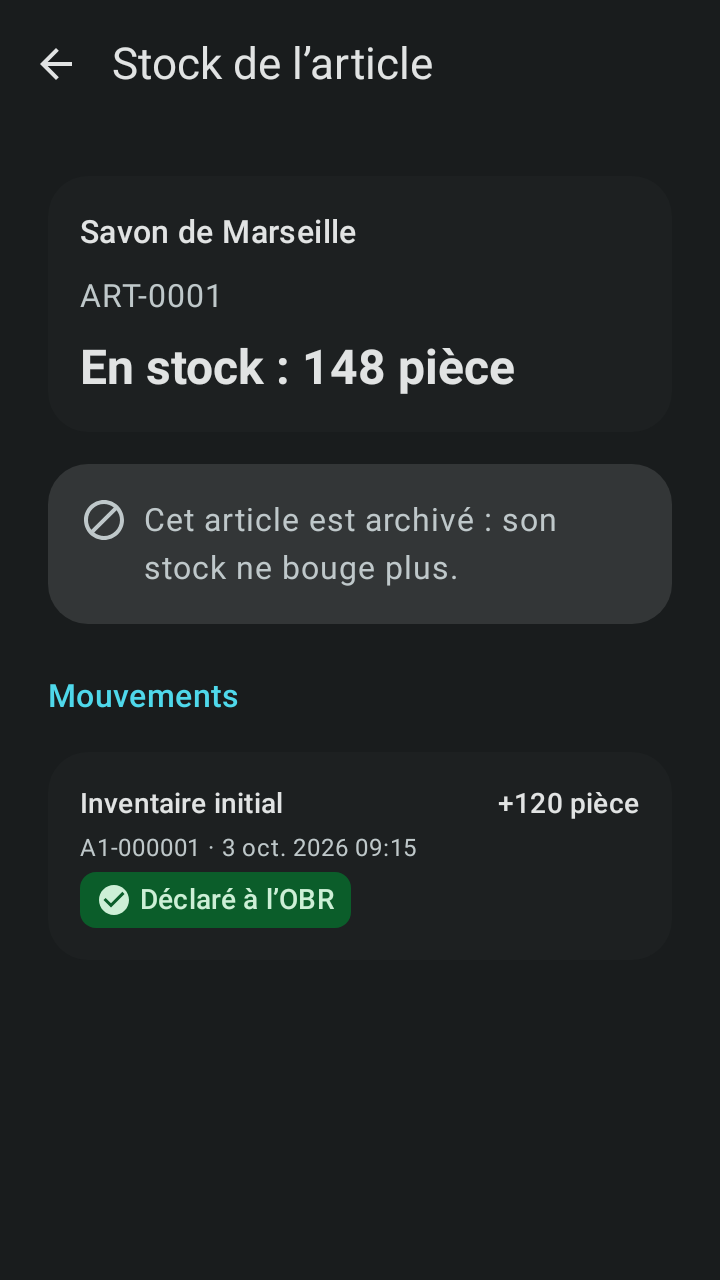 Stock de l’article
Savon de Marseille
ART-0001
En stock : 148 pièce
Cet article est archivé : son
stock ne bouge plus.
Mouvements
Inventaire initial +120 pièce
A1-000001 · 3 oct. 2026 09:15
Déclaré à l’OBR